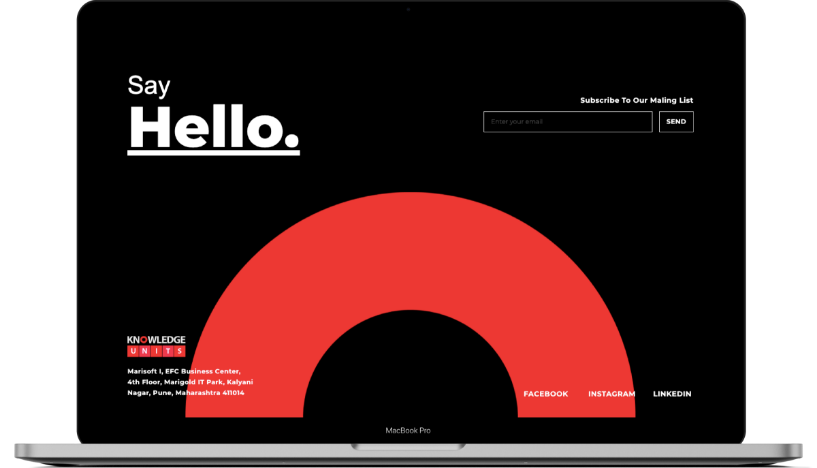 Say
Hello.
Subscribe To Our Maling List
Enter your email
SEND
KNOWLEDGE
UNITS
Marisoft I, EFC Business Center,
4th Floor, Marigold IT Park, Kalyani
Nagar, Pune, Maharashtra 411014
FACEBOOK INSTAGRAM LINKEDIN
MacBook Pro